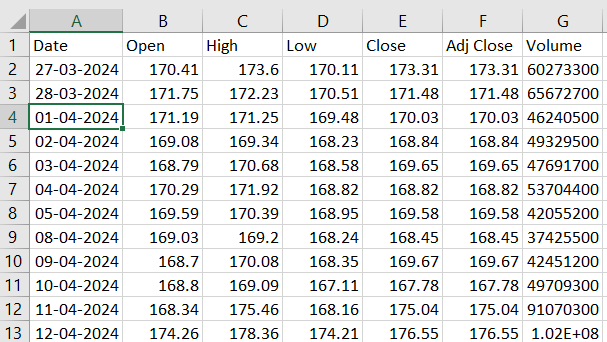 A B C D E F G
1 Date Open High Low Close Adj Close Volume
2 27-03-2024 170.41 173.6 170.11 173.31 173.31 60273300
3 28-03-2024 171.75 172.23 170.51 171.48 171.48 65672700
4 01-04-2024 171.19 171.25 169.48 170.03 170.03 46240500
5 02-04-2024 169.08 169.34 168.23 168.84 168.84 49329500
6 03-04-2024 168.79 170.68 168.58 169.65 169.65 47691700
7 04-04-2024 170.29 171.92 168.82 168.82 168.82 53704400
8 05-04-2024 169.59 170.39 168.95 169.58 169.58 42055200
9 08-04-2024 169.03 169.2 168.24 168.45 168.45 37425500
10 09-04-2024 168.7 170.08 168.35 169.67 169.67 42451200
11 10-04-2024 168.8 169.09 167.11 167.78 167.78 49709300
12 11-04-2024 168.34 175.46 168.16 175.04 175.04 91070300
13 12-04-2024 174.26 178.36 174.21 176.55 176.55 1.02E+08